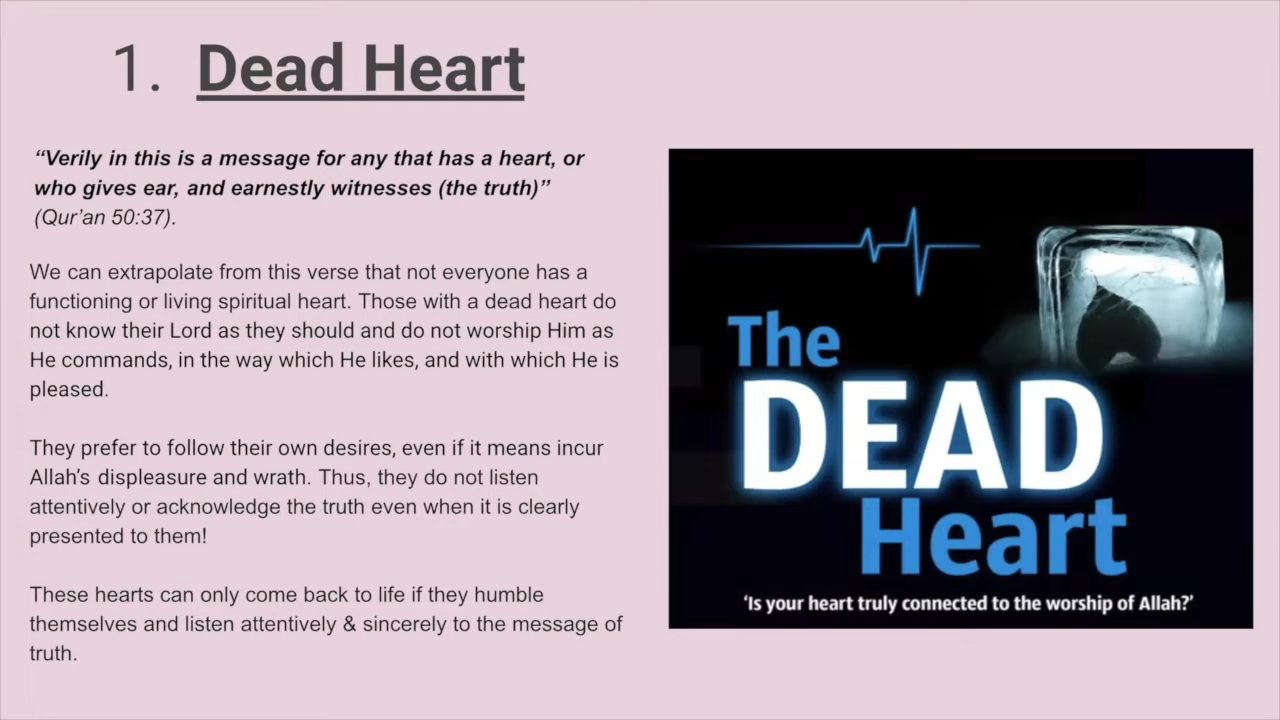 1. Dead Heart
“Verily in this is a message for any that has a heart, or
who gives ear, and earnestly witnesses (the truth)”
(Qur’an 50:37).
We can extrapolate from this verse that not everyone has a
functioning or living spiritual heart. Those with a dead heart do
not know their Lord as they should and do not worship Him as
He commands, in the way which He likes, and with which He is
pleased.
They prefer to follow their own desires, even if it means incur
Allah’s displeasure and wrath. Thus, they do not listen
attentively or acknowledge the truth even when it is clearly
presented to them!
These hearts can only come back to life if they humble
themselves and listen attentively & sincerely to the message of
truth.
The
DEAD
Heart
‘Is your heart truly connected to the worship of Allah?’